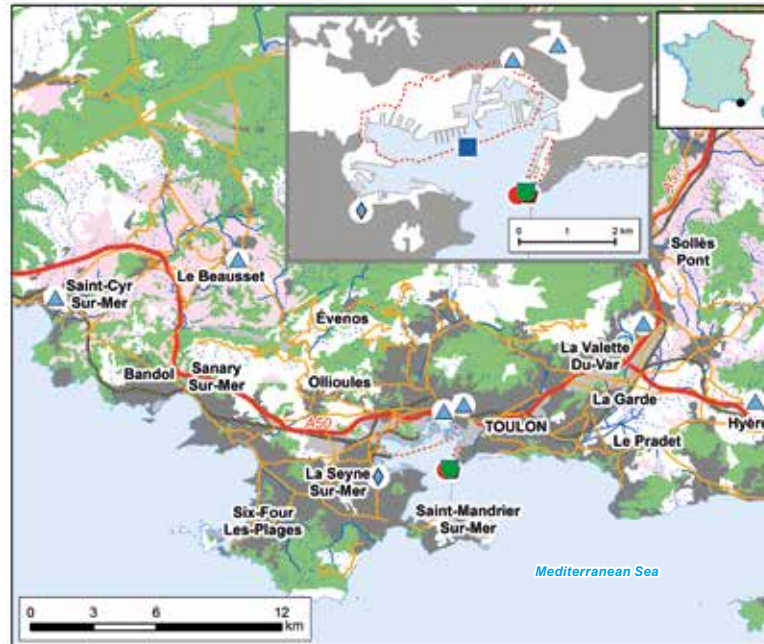 0 1 2 km
A57
Sollès
Pont
Le Beausset
Saint-Cyr
Sur-Mer
Évenos
La Valette
Du-Var
Bandol
Sanary
Sur-Mer
Ollioules
La Garde
A50
TOULON
Hyère
Le Pradet
La Seyne
Sur-Mer
Six-Four
Les-Plages
Saint-Mandrier
Sur-Mer
Mediterranean Sea
0 3 6 12
km